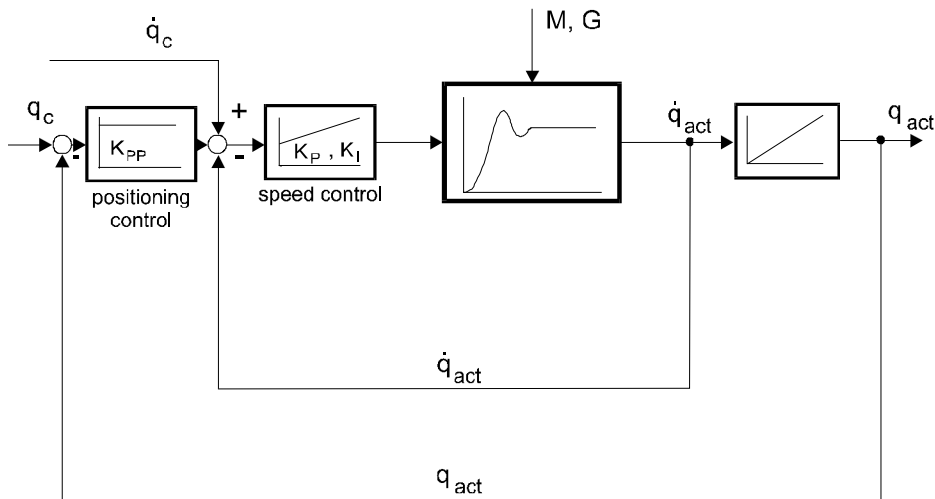 q̇c
M, G
qc
+
-
KPP
-
KP , KI
q̇act
qact
positioning
control
speed control
q̇act
qact